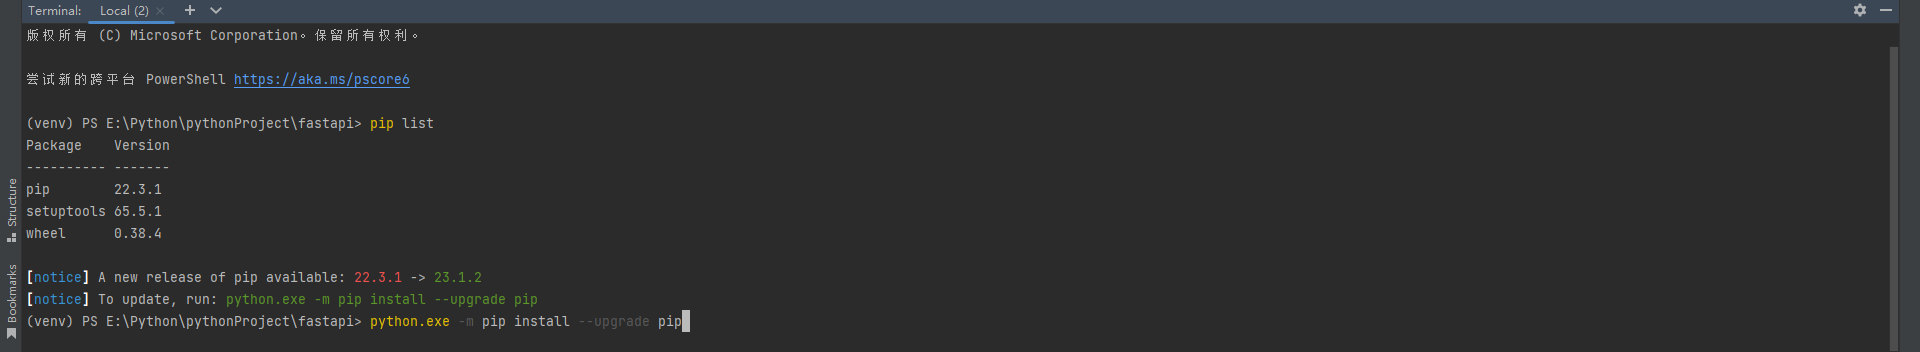 Terminal: Local (2)
版权所有 (C) Microsoft Corporation。保留所有权利。
尝试新的跨平台 PowerShell https://aka.ms/pscore6
(venv) PS E:\Python\pythonProject\fastapi> pip list
Package    Version
---------- -------
pip        22.3.1
setuptools 65.5.1
wheel      0.38.4
[notice] A new release of pip available: 22.3.1 -> 23.1.2
[notice] To update, run: python.exe -m pip install --upgrade pip
(venv) PS E:\Python\pythonProject\fastapi> python.exe -m pip install --upgrade pip
Structure
Bookmarks